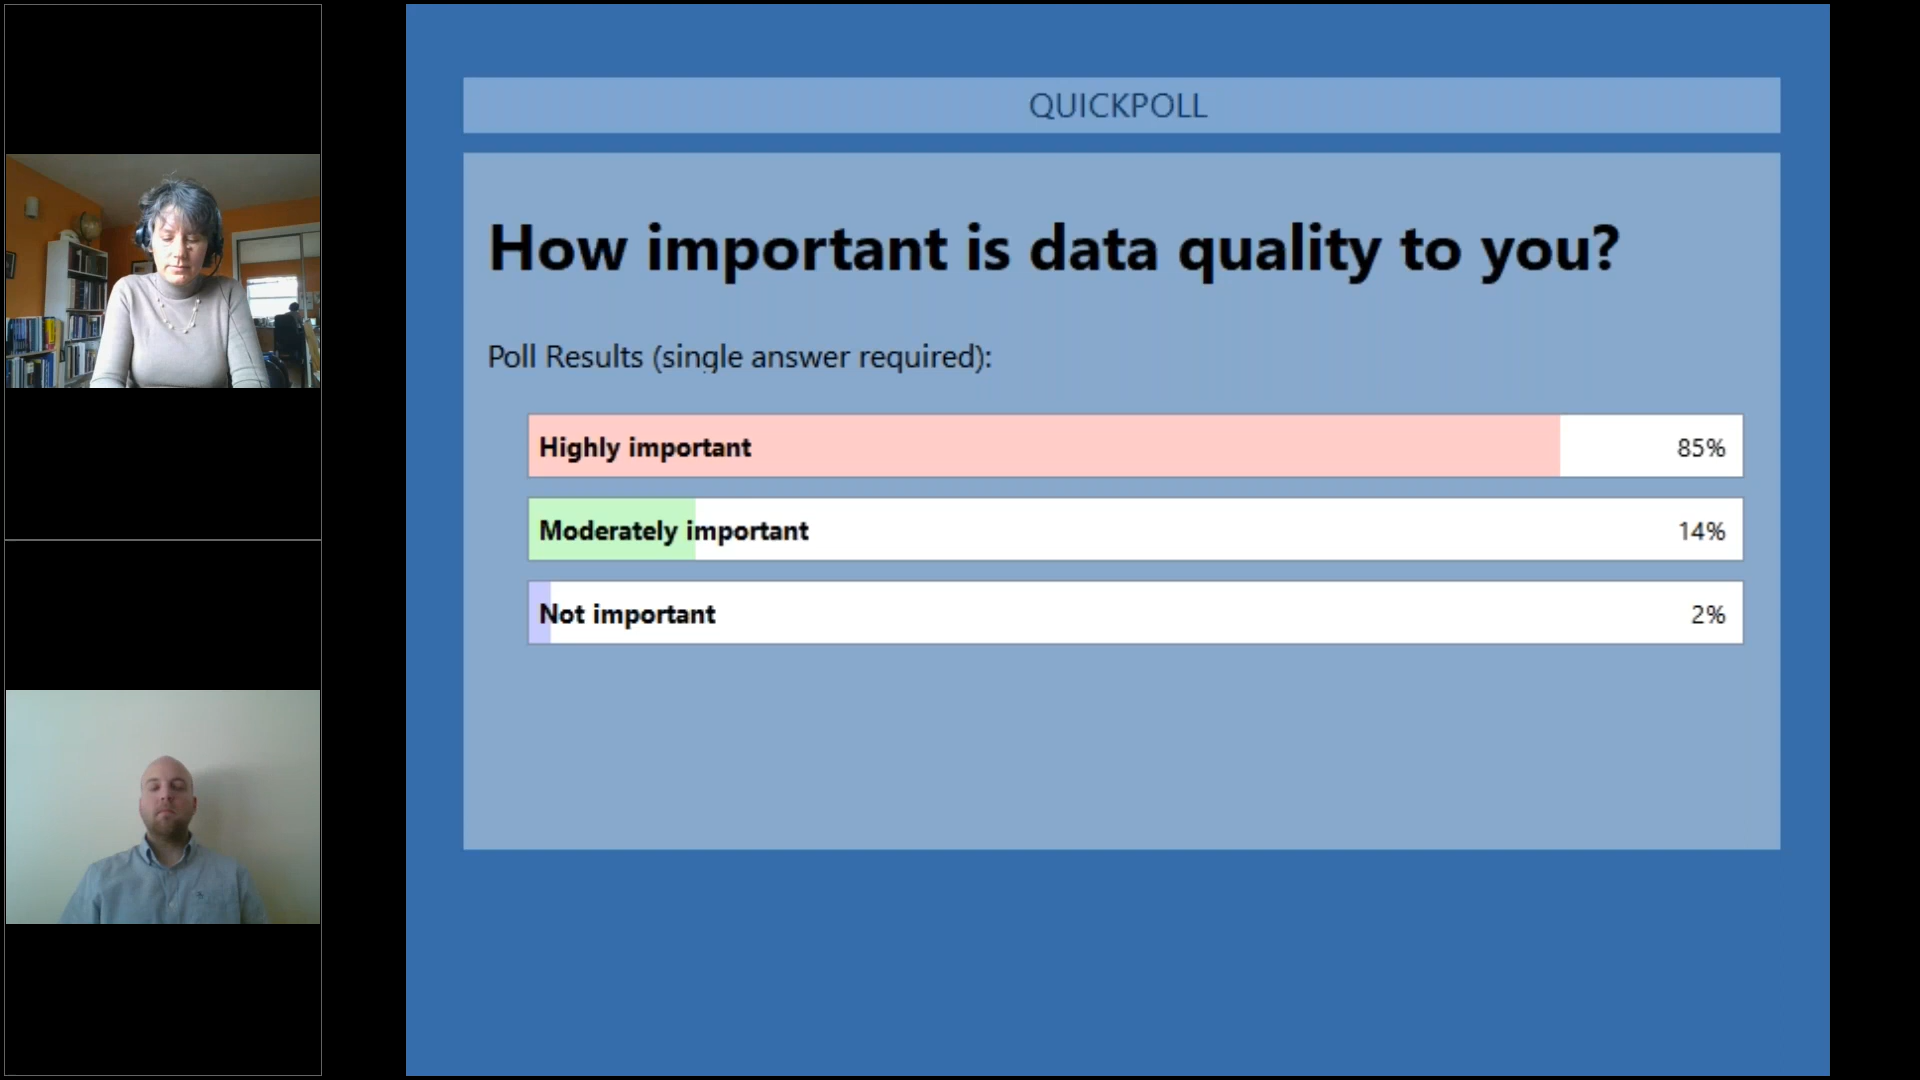 QUICKPOLL
How important is data quality to you?
Poll Results (single answer required):
Highly important 85%
Moderately important 14%
Not important 2%